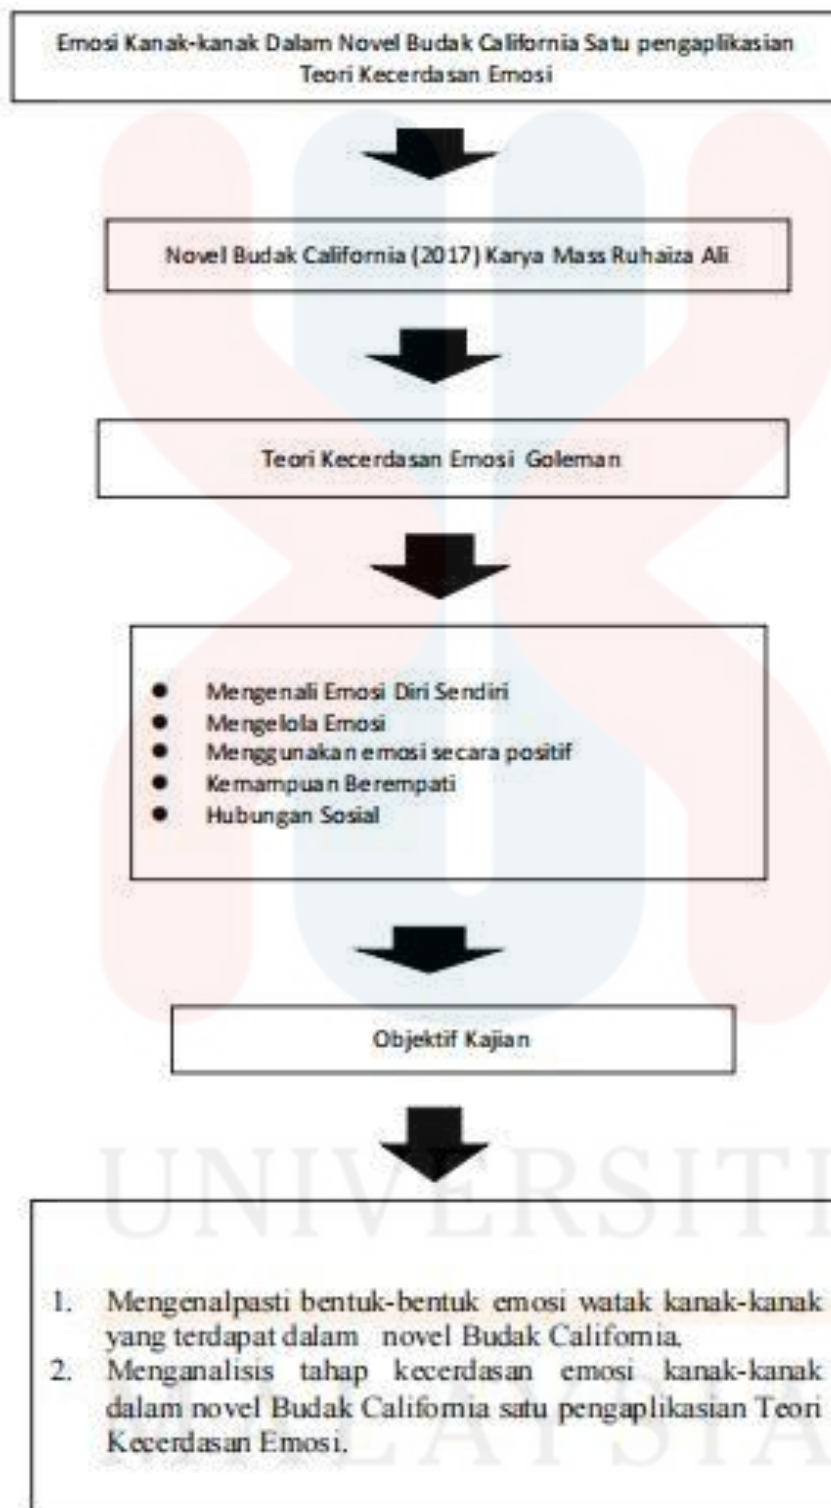 Emosi Kanak-kanak Dalam Novel Budak California Satu pengaplikasian
Teori Kecerdasan Emosi
Novel Budak California (2017) Karya Mass Ruhaiza Ali
Teori Kecerdasan Emosi Goleman
● Mengenali Emosi Diri Sendiri
● Mengelola Emosi
● Menggunakan emosi secara positif
● Kemampuan Berempati
● Hubungan Sosial
Objektif Kajian
UNIVERSITI
1. Mengenalpasti bentuk-bentuk emosi watak kanak-kanak
yang terdapat dalam novel Budak California.
2. Menganalisis tahap kecerdasan emosi kanak-kanak
dalam novel Budak California satu pengaplikasian Teori
Kecerdasan Emosi.
MALAYSIA